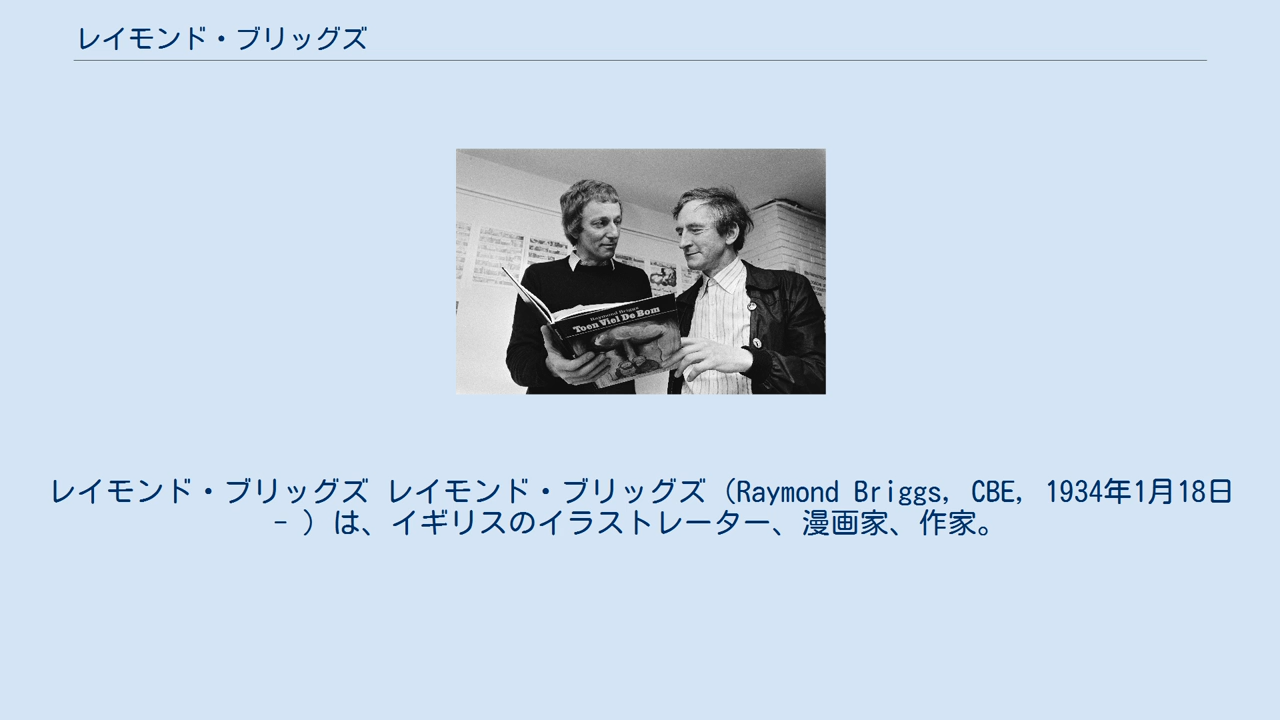 レイモンド・ブリッグズ
Raymond Briggs
Toen Viel De Bom
レイモンド・ブリッグズ レイモンド・ブリッグズ（Raymond Briggs, CBE, 1934年1月18日
- ）は、イギリスのイラストレーター、漫画家、作家。